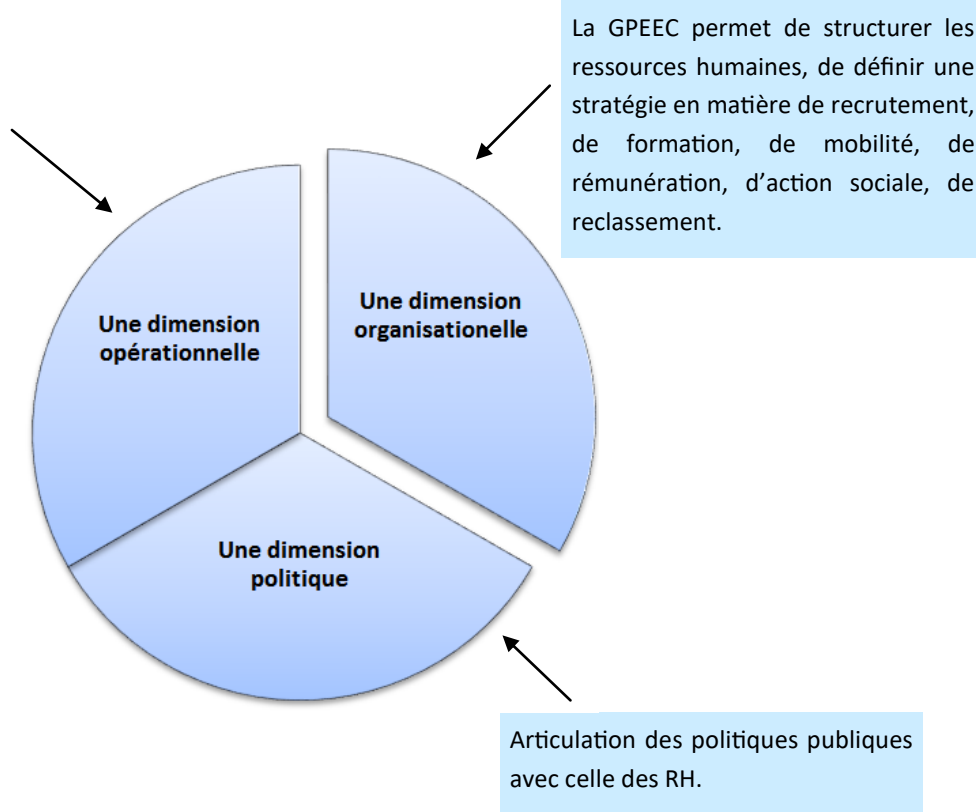 La GPEEC permet de structurer les
ressources humaines, de définir une
stratégie en matière de recrutement,
de formation, de mobilité, de
rémunération, d'action sociale, de
reclassement.
Une dimension
organisationelle
Une dimension
opérationnelle
Une dimension
politique
Articulation des politiques publiques
avec celle des RH.